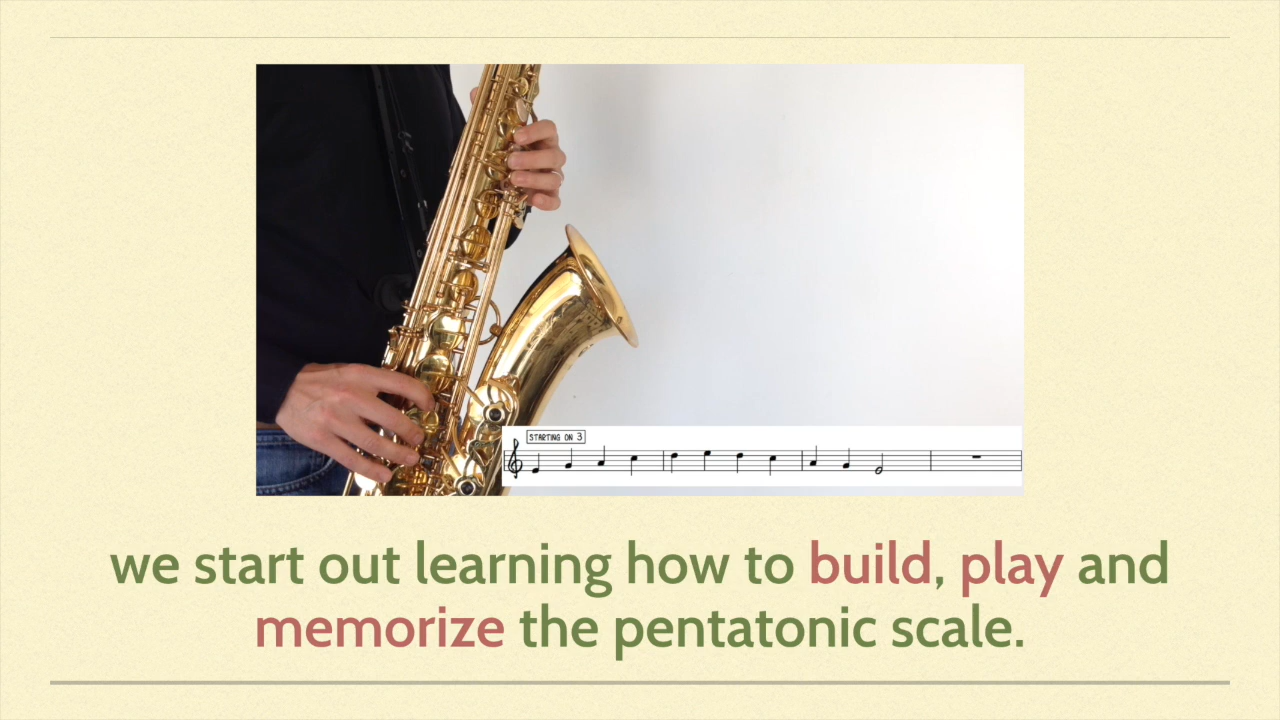 STARTING ON 3
we start out learning how to build, play and
memorize the pentatonic scale.